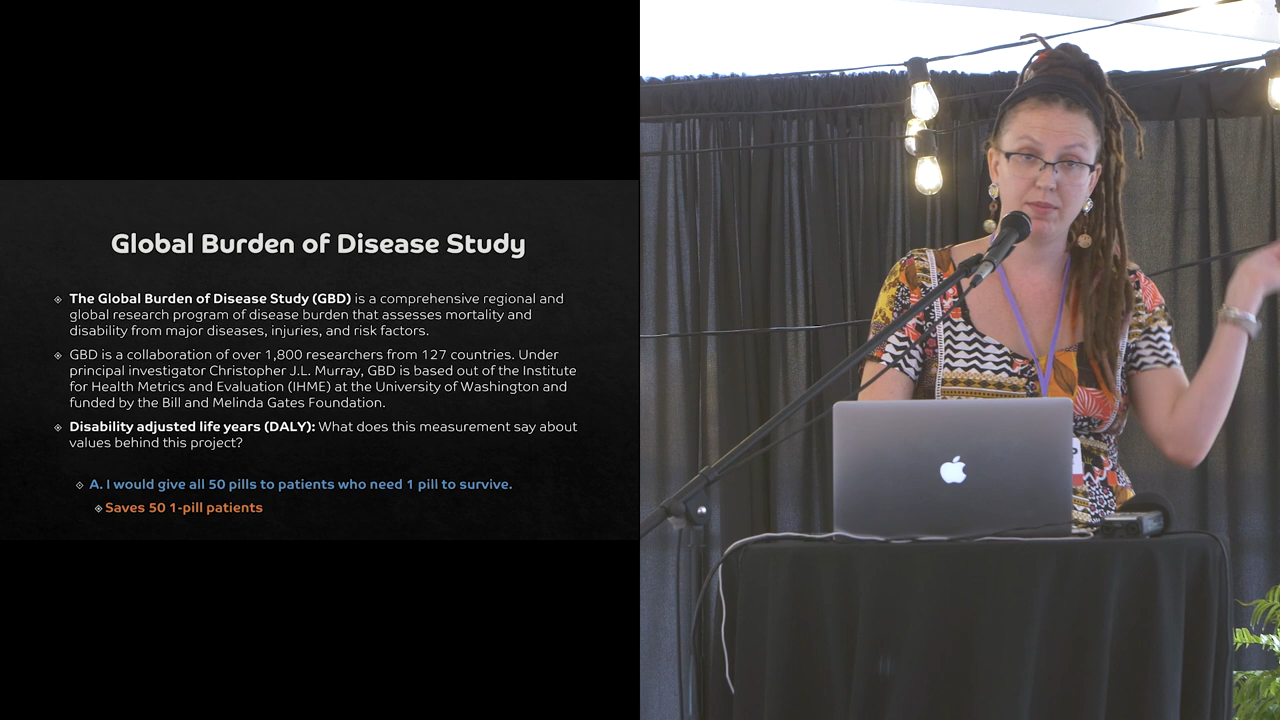 Global Burden of Disease Study
The Global Burden of Disease Study (GBD) is a comprehensive regional and
global research program of disease burden that assesses mortality and
disability from major diseases, injuries, and risk factors.
GBD is a collaboration of over 1,800 researchers from 127 countries. Under
principal investigator Christopher J.L. Murray, GBD is based out of the Institute
for Health Metrics and Evaluation (IHME) at the University of Washington and
funded by the Bill and Melinda Gates Foundation.
Disability adjusted life years (DALY): What does this measurement say about
values behind this project?
A. I would give all 50 pills to patients who need 1 pill to survive.
Saves 50 1-pill patients